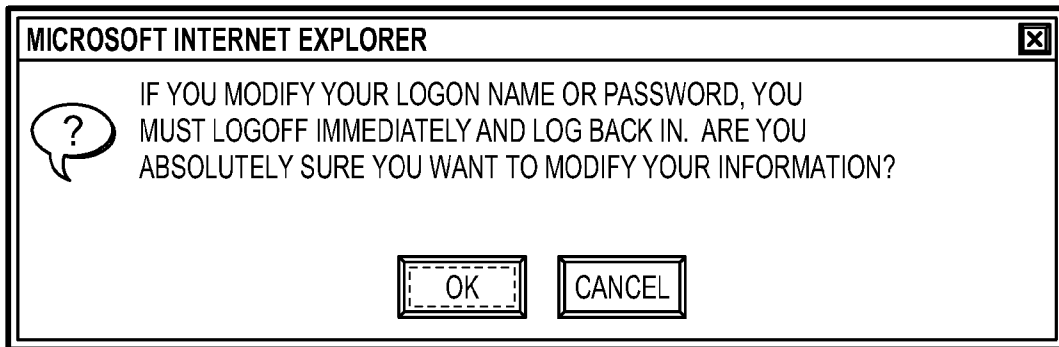 MICROSOFT INTERNET EXPLORER
?
IF YOU MODIFY YOUR LOGON NAME OR PASSWORD, YOU
MUST LOGOFF IMMEDIATELY AND LOG BACK IN. ARE YOU
ABSOLUTELY SURE YOU WANT TO MODIFY YOUR INFORMATION?
OK CANCEL